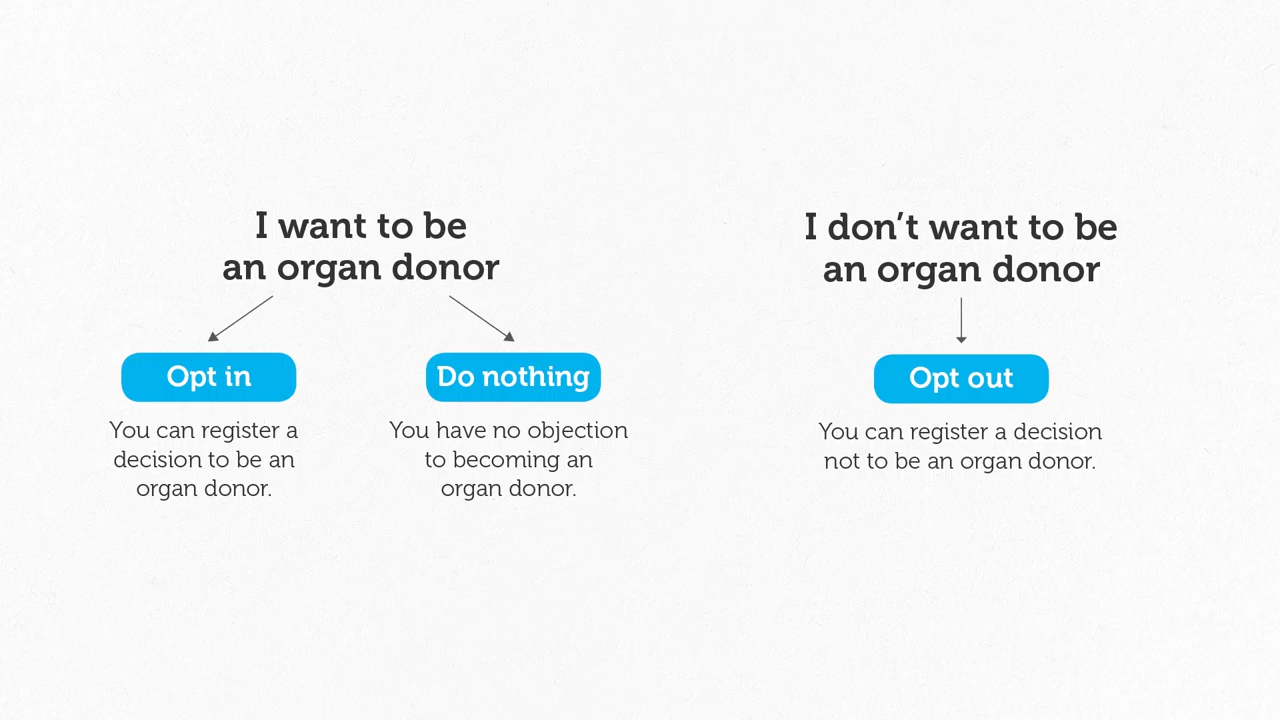 I want to be
an organ donor
Opt in
You can register a
decision to be an
organ donor.
Do nothing
You have no objection
to becoming an
organ donor.
I don’t want to be
an organ donor
Opt out
You can register a decision
not to be an organ donor.